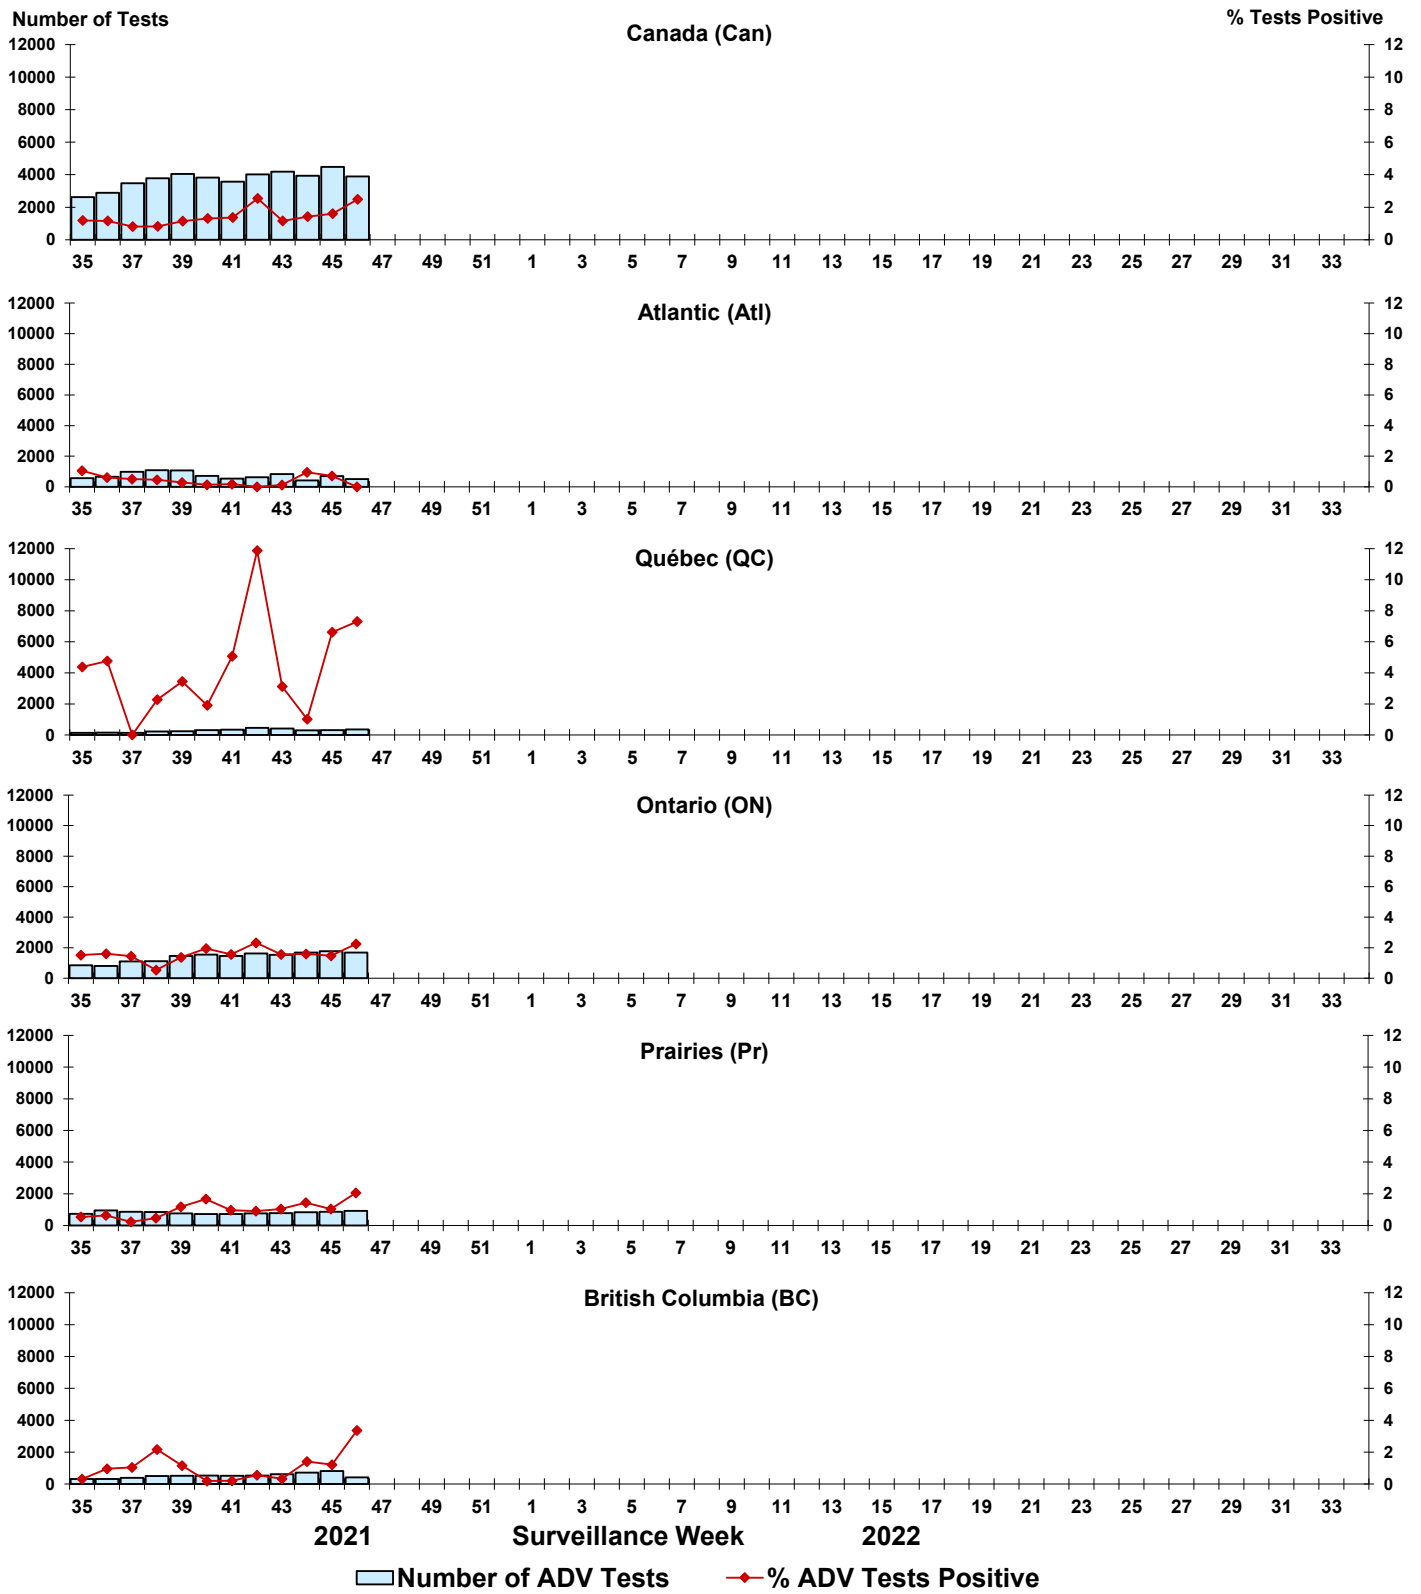 Number of Tests
% Tests Positive
Canada (Can)
12000 12
10000 10
8000 8
6000 6
4000 4
2000 2
0 0
35 37 39 41 43 45 47 49 51 1 3 5 7 9 11 13 15 17 19 21 23 25 27 29 31 33
Atlantic (Atl)
12000 12
10000 10
8000 8
6000 6
4000 4
2000 2
0 0
35 37 39 41 43 45 47 49 51 1 3 5 7 9 11 13 15 17 19 21 23 25 27 29 31 33
Québec (QC)
12000 12
10000 10
8000 8
6000 6
4000 4
2000 2
0 0
35 37 39 41 43 45 47 49 51 1 3 5 7 9 11 13 15 17 19 21 23 25 27 29 31 33
Ontario (ON)
12000 12
10000 10
8000 8
6000 6
4000 4
2000 2
0 0
35 37 39 41 43 45 47 49 51 1 3 5 7 9 11 13 15 17 19 21 23 25 27 29 31 33
Prairies (Pr)
12000 12
10000 10
8000 8
6000 6
4000 4
2000 2
0 0
35 37 39 41 43 45 47 49 51 1 3 5 7 9 11 13 15 17 19 21 23 25 27 29 31 33
British Columbia (BC)
12000 12
10000 10
8000 8
6000 6
4000 4
2000 2
0 0
35 37 39 41 43 45 47 49 51 1 3 5 7 9 11 13 15 17 19 21 23 25 27 29 31 33
2021 Surveillance Week 2022
Number of ADV Tests % ADV Tests Positive